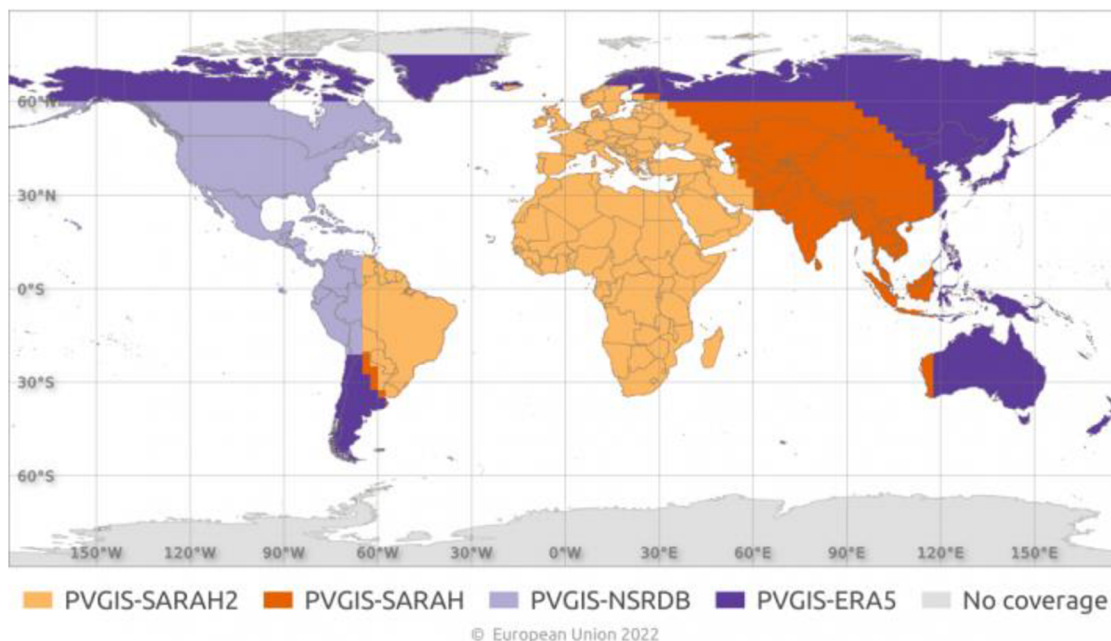 60°N
30°N
0°S
30°S
60°S
150°W 120°W 90°W 60°W 30°W 0°W 30°E 60°E 90°E 120°E 150°E
PVGIS-SARAH2 PVGIS-SARAH PVGIS-NSRDB PVGIS-ERA5 No coverage
© European Union 2022